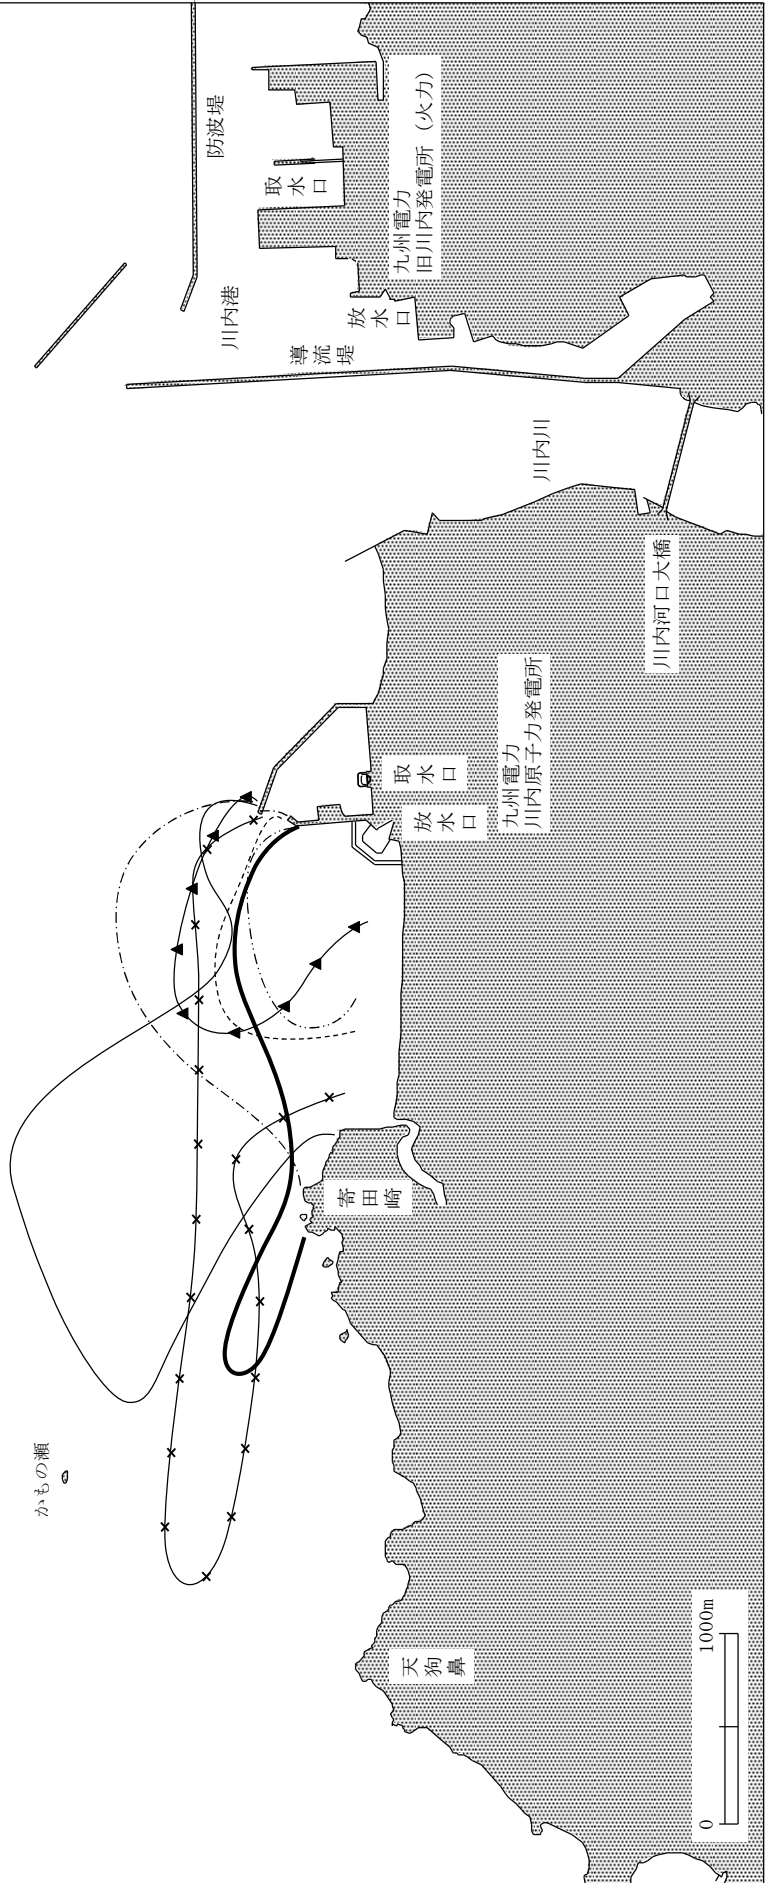 防波堤
取水口
九州電力
旧川内発電所（火力）
川内港
放水口
導流堤
川内川
川内河口大橋
取水口
放水口
九州電力
川内原子力発電所
寄田崎
かもの瀬
天狗鼻
0 1000m